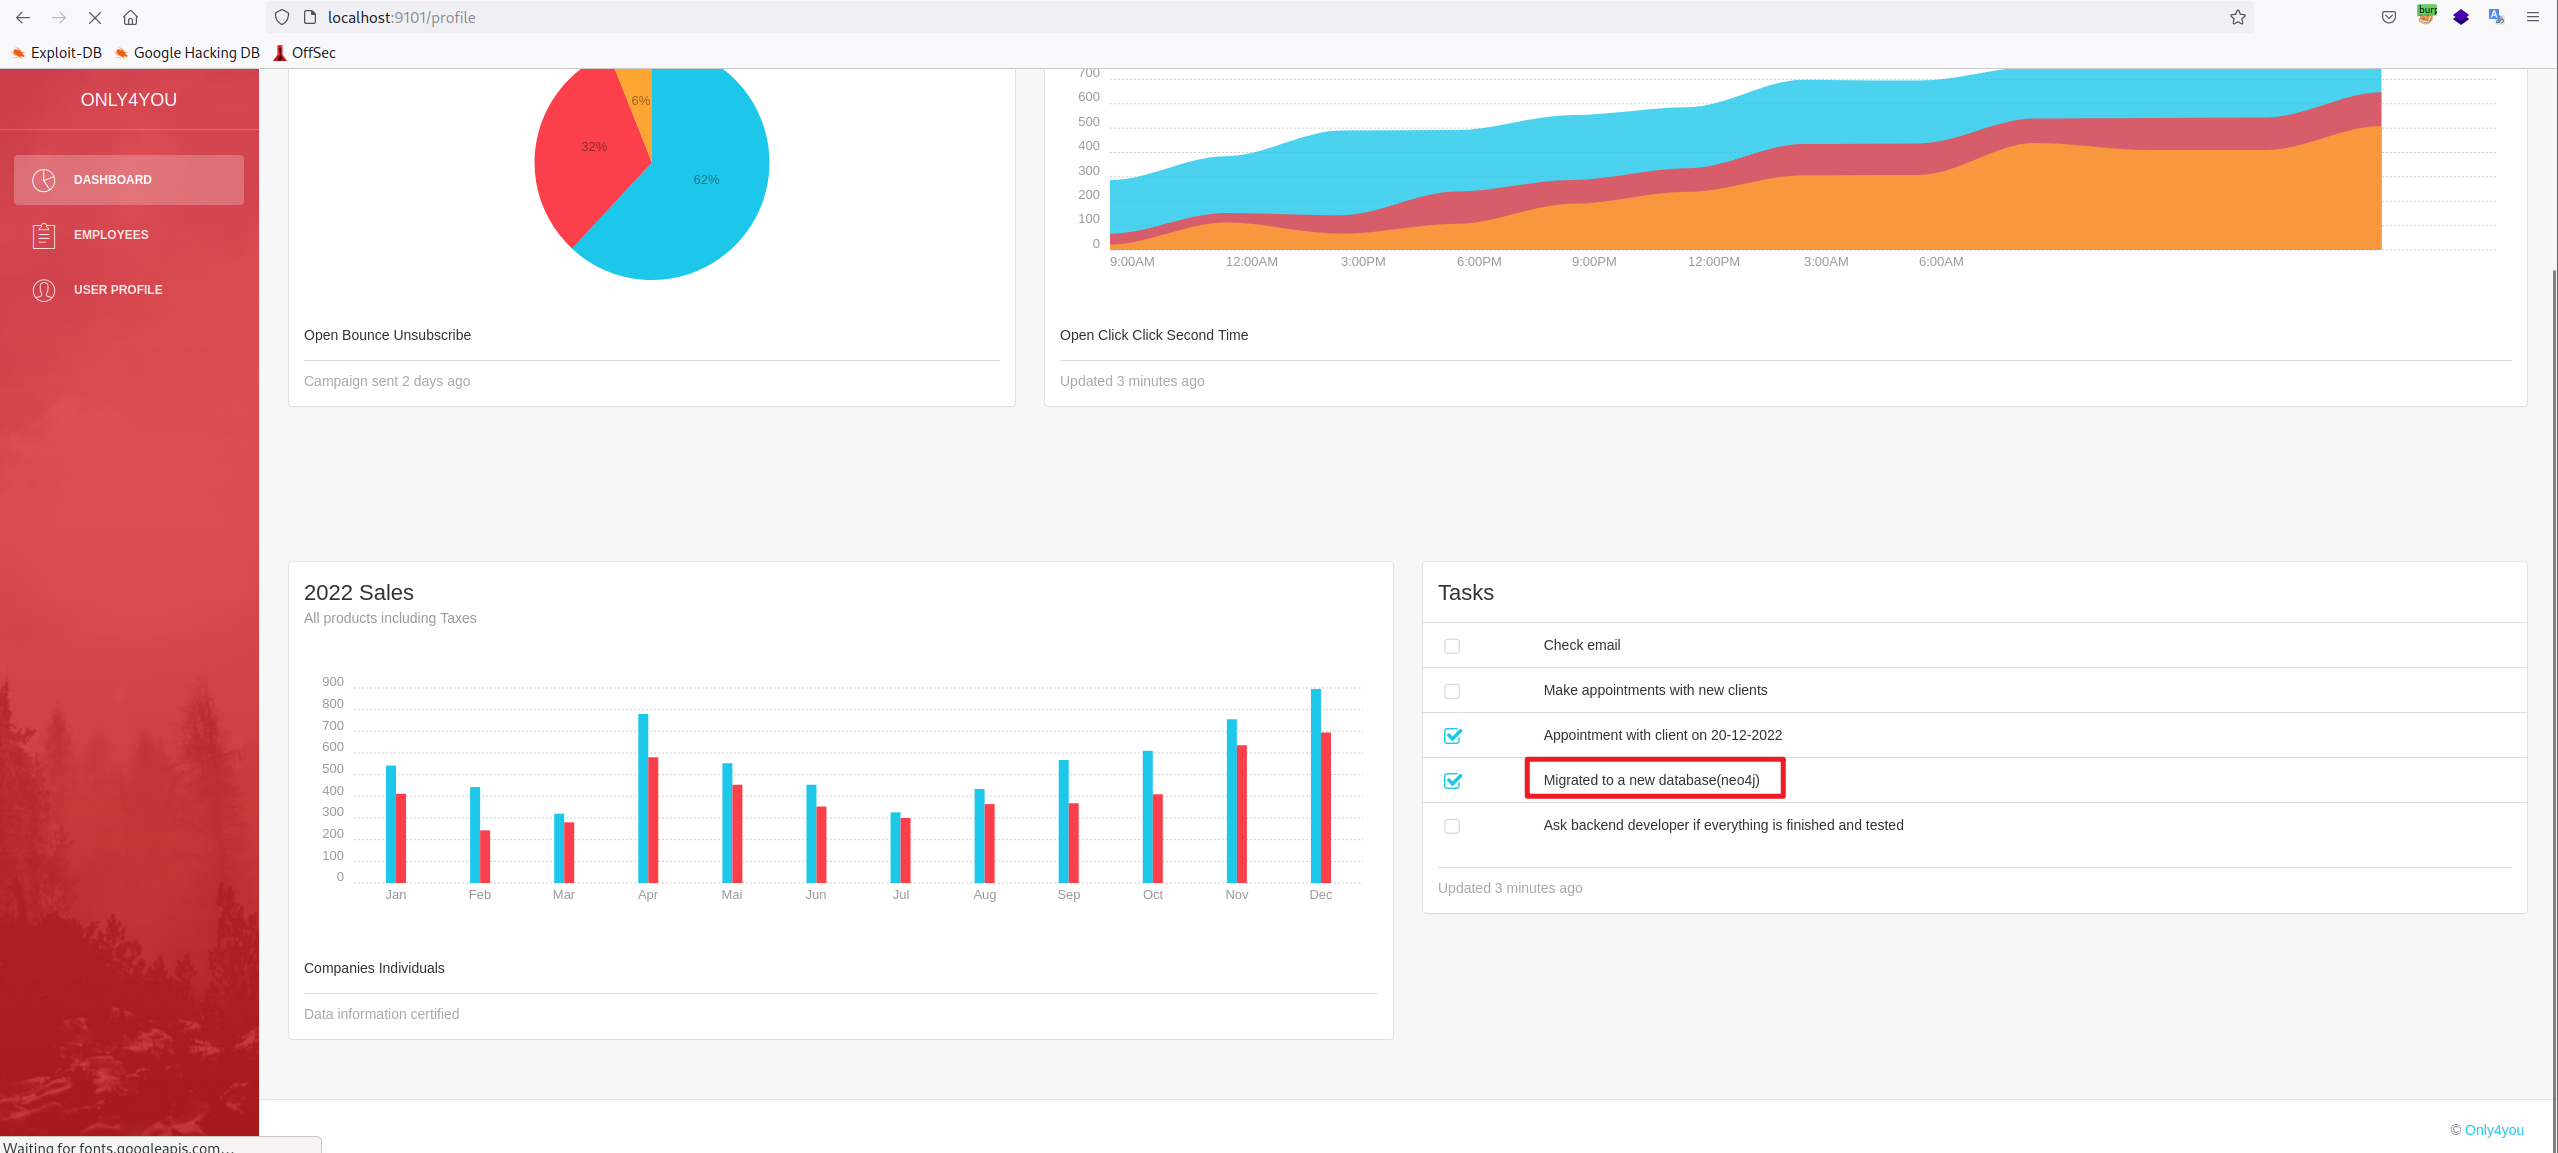 localhost:9101/profile
burp
Exploit-DB Google Hacking DB OffSec
ONLY4YOU
DASHBOARD
EMPLOYEES
USER PROFILE
6%
32%
62%
Open Bounce Unsubscribe
Campaign sent 2 days ago
700
600
500
400
300
200
100
0
9:00AM 12:00AM 3:00PM 6:00PM 9:00PM 12:00PM 3:00AM 6:00AM
Open Click Click Second Time
Updated 3 minutes ago
2022 Sales
All products including Taxes
900
800
700
600
500
400
300
200
100
0
Jan Feb Mar Apr Mai Jun Jul Aug Sep Oct Nov Dec
Companies Individuals
Data information certified
Tasks
Check email
Make appointments with new clients
Appointment with client on 20-12-2022
Migrated to a new database(neo4j)
Ask backend developer if everything is finished and tested
Updated 3 minutes ago
© Only4you
Waiting for fonts.googleapis.com…